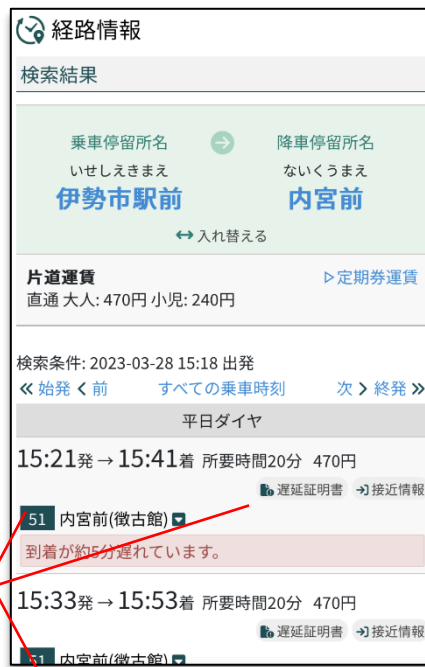 経路情報
検索結果
乗車停留所名 降車停留所名
いせしえきまえ ないくうまえ
伊勢市駅前 内宮前
入れ替える
片道運賃 定期券運賃
直通 大人: 470円 小児: 240円
検索条件: 2023-03-28 15:18 出発
始発 前 すべての乗車時刻 次 終発
平日ダイヤ
15:21発 → 15:41着 所要時間20分 470円
遅延証明書 接近情報
51 内宮前(徴古館)
到着が約5分遅れています。
15:33発 → 15:53着 所要時間20分 470円
遅延証明書 接近情報
51 内宮前(徴古館)